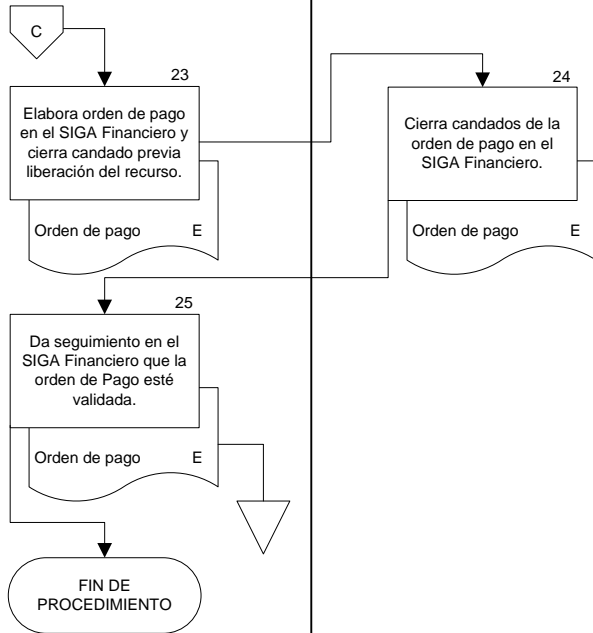 C
23
Elabora orden de pago
en el SIGA Financiero y
cierra candado previa
liberación del recurso.
Orden de pago E
24
Cierra candados de la
orden de pago en el
SIGA Financiero.
Orden de pago E
25
Da seguimiento en el
SIGA Financiero que la
orden de Pago esté
validada.
Orden de pago E
FIN DE
PROCEDIMIENTO